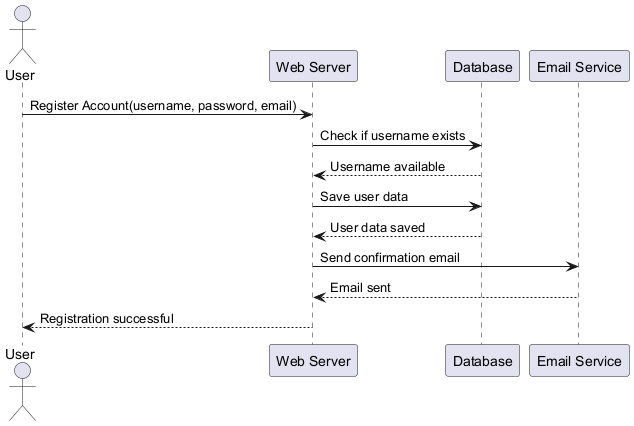 User
Web Server
Database
Email Service
Register Account(username, password, email)
Check if username exists
Username available
Save user data
User data saved
Send confirmation email
Email sent
Registration successful
User
Web Server
Database
Email Service